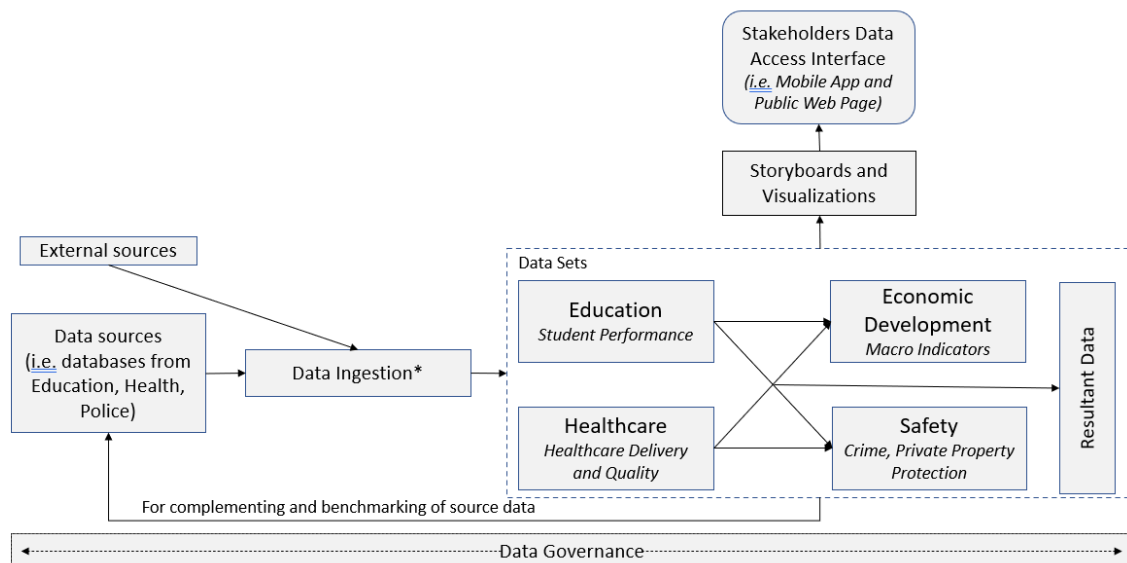 Stakeholders Data
Access Interface
(i.e. Mobile App and
Public Web Page)
Storyboards and
Visualizations
External sources
Data sources
(i.e. databases from
Education, Health,
Police)
Data Ingestion*
Data Sets
Education
Student Performance
Economic
Development
Macro Indicators
Healthcare
Healthcare Delivery
and Quality
Safety
Crime, Private Property
Protection
Resultant Data
For complementing and benchmarking of source data
Data Governance